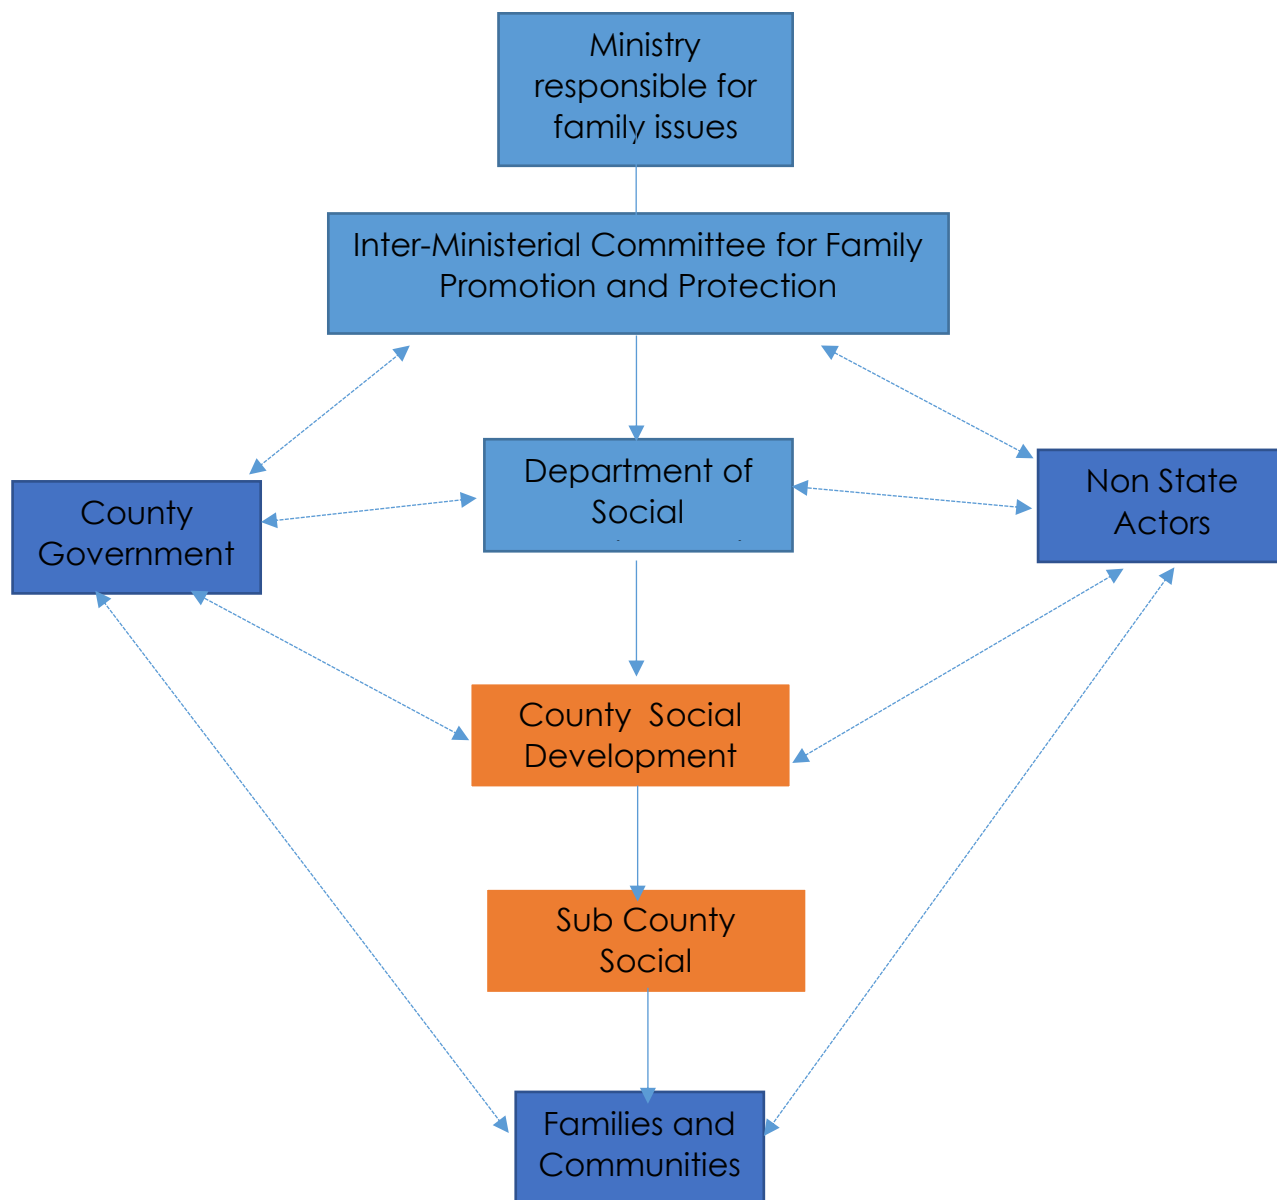 Ministry
responsible for
family issues
Inter-Ministerial Committee for Family
Promotion and Protection
Department of
Social
County
Government
Non State
Actors
County  Social
Development
Sub County
Social
Families and
Communities